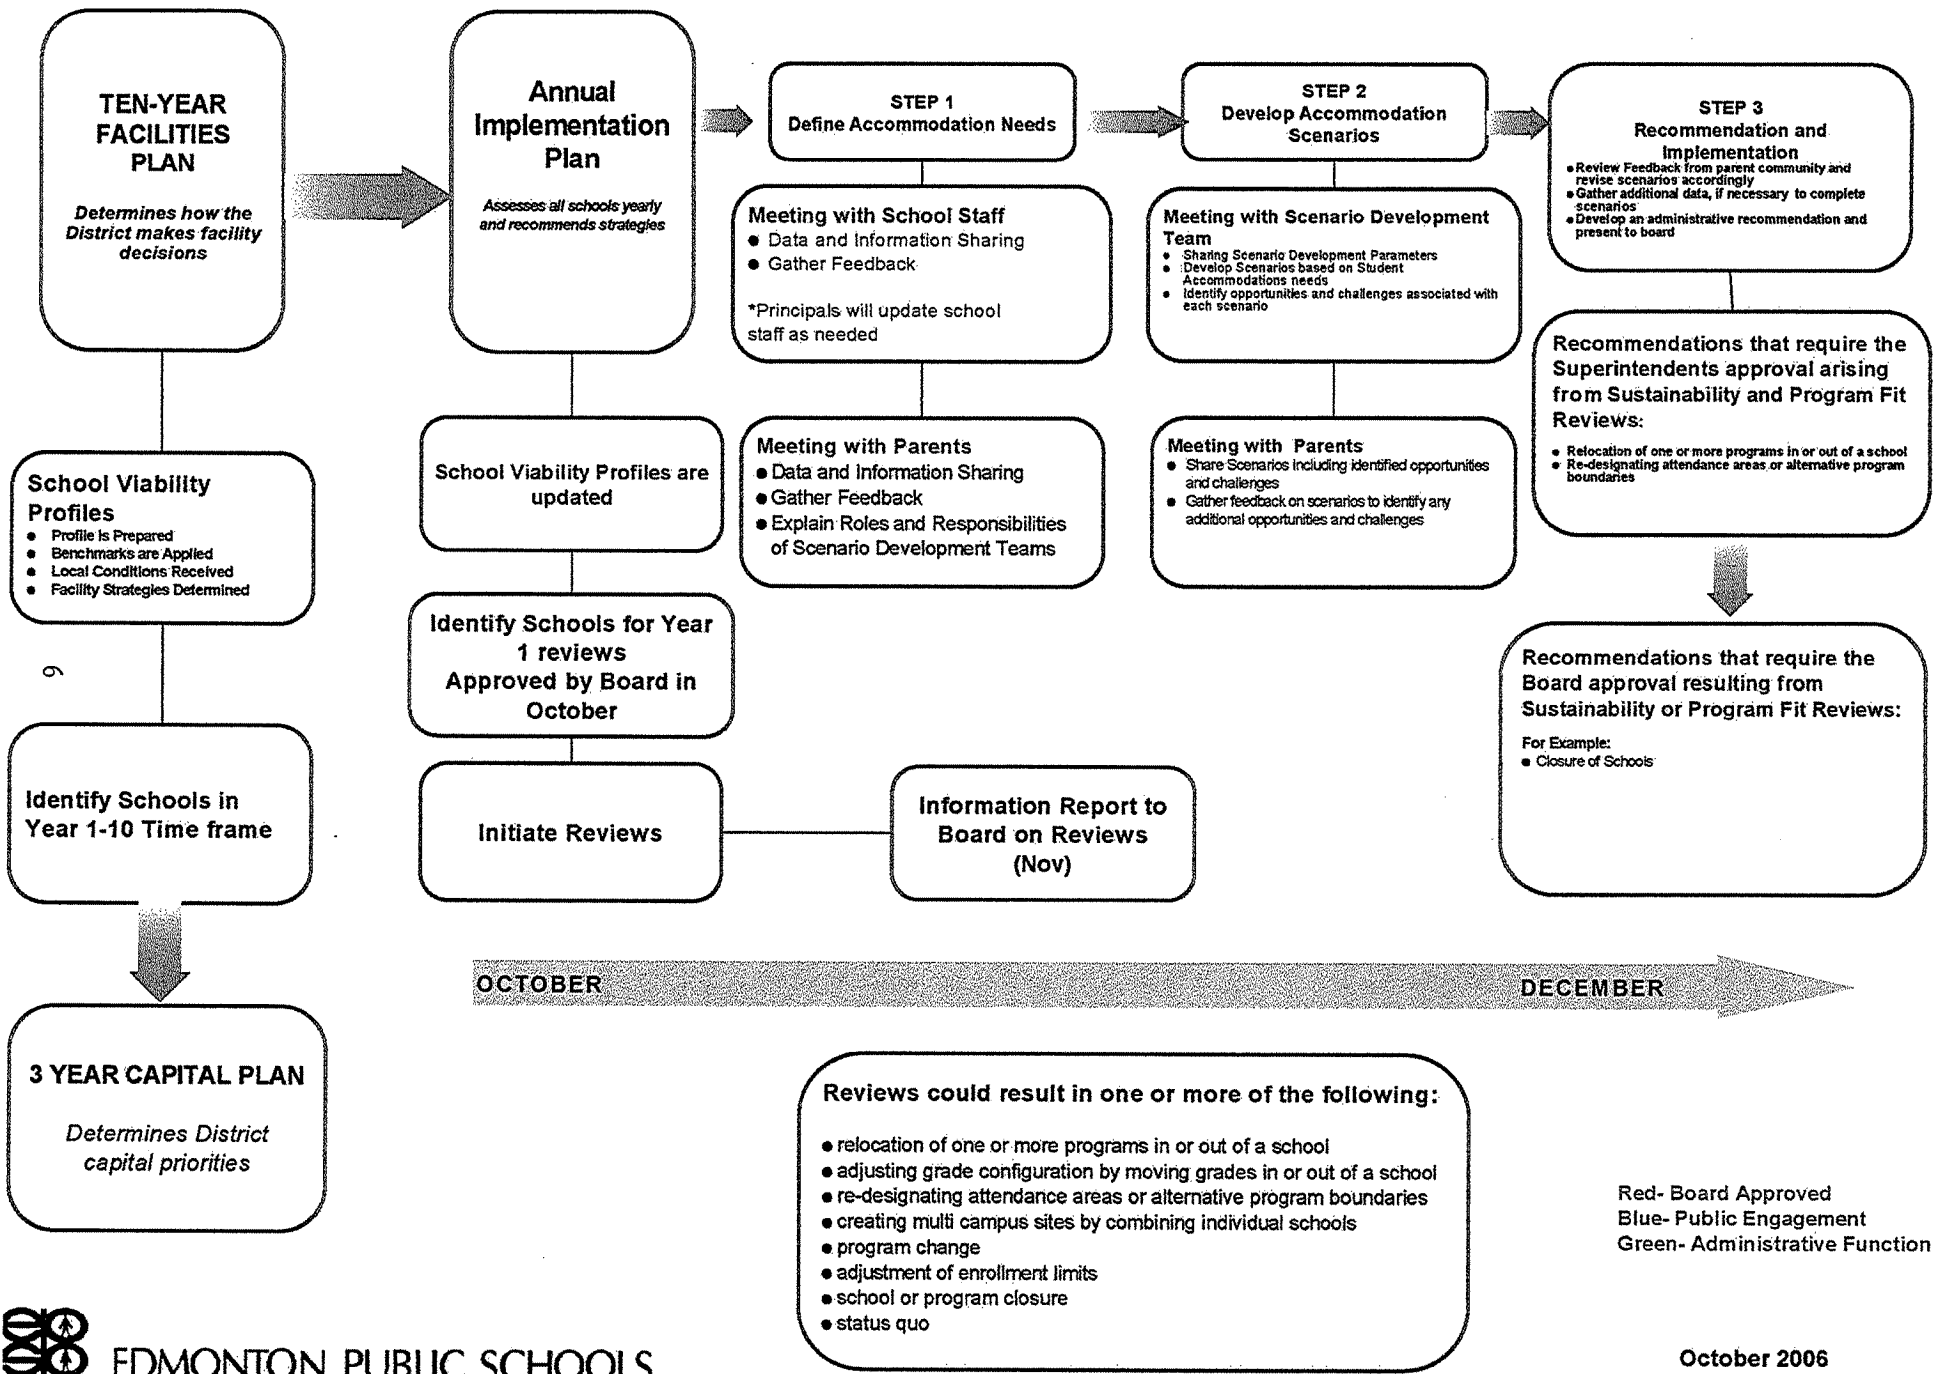 TEN-YEAR
FACILITIES
PLAN
Determines how the
District makes facility
decisions
School Viability
Profiles
● Profile is Prepared
● Benchmarks are Applied
● Local Conditions Received
● Facility Strategies Determined
6
Identify Schools in
Year 1-10 Time frame
3 YEAR CAPITAL PLAN
Determines District
capital priorities
Annual
Implementation
Plan
Assesses all schools yearly
and recommends strategies
School Viability Profiles are
updated
Identify Schools for Year
1 reviews
Approved by Board in
October
Initiate Reviews
Information Report to
Board on Reviews
(Nov)
STEP 1
Define Accommodation Needs
Meeting with School Staff
● Data and Information Sharing
● Gather Feedback
*Principals will update school
staff as needed
Meeting with Parents
● Data and Information Sharing
● Gather Feedback
● Explain Roles and Responsibilities
of Scenario Development Teams
STEP 2
Develop Accommodation
Scenarios
Meeting with Scenario Development
Team
● Sharing Scenario Development Parameters
● Develop Scenarios based on Student
Accommodations needs
● Identify opportunities and challenges associated with
each scenario
Meeting with Parents
● Share Scenarios including identified opportunities
and challenges
● Gather feedback on scenarios to identify any
additional opportunities and challenges
STEP 3
Recommendation and
Implementation
● Review Feedback from parent community and
revise scenarios accordingly
● Gather additional data, if necessary to complete
scenarios
● Develop an administrative recommendation and
present to board
Recommendations that require the
Superintendents approval arising
from Sustainability and Program Fit
Reviews:
● Relocation of one or more programs in or out of a school
● Re-designating attendance areas or alternative program
boundaries
Recommendations that require the
Board approval resulting from
Sustainability or Program Fit Reviews:
For Example:
● Closure of Schools
OCTOBER
DECEMBER
Reviews could result in one or more of the following:
● relocation of one or more programs in or out of a school
● adjusting grade configuration by moving grades in or out of a school
● re-designating attendance areas or alternative program boundaries
● creating multi campus sites by combining individual schools
● program change
● adjustment of enrollment limits
● school or program closure
● status quo
Red- Board Approved
Blue- Public Engagement
Green- Administrative Function
EDMONTON PUBLIC SCHOOLS
October 2006